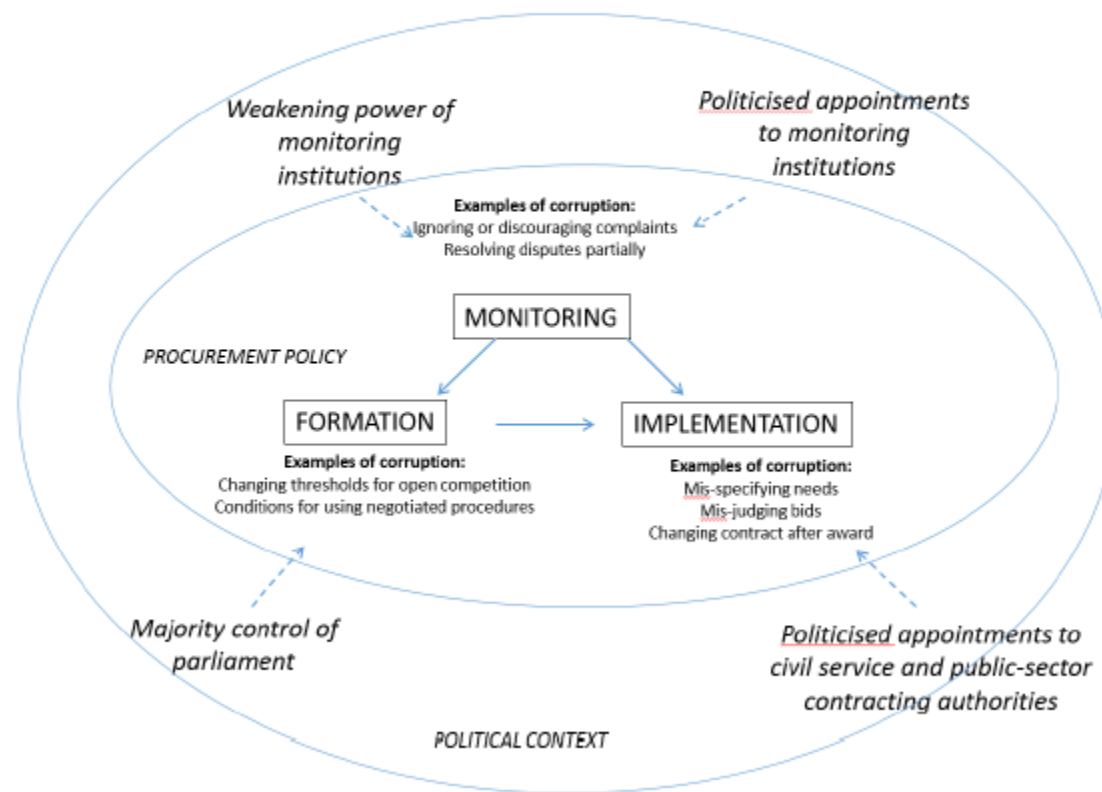 Weakening power of
monitoring
institutions
Politicised appointments
to monitoring
institutions
Examples of corruption:
Ignoring or discouraging complaints
Resolving disputes partially
MONITORING
PROCUREMENT POLICY
FORMATION
Examples of corruption:
Changing thresholds for open competition
Conditions for using negotiated procedures
IMPLEMENTATION
Examples of corruption:
Mis-specifying needs
Mis-judging bids
Changing contract after award
Majority control of
parliament
Politicised appointments to
civil service and public-sector
contracting authorities
POLITICAL CONTEXT